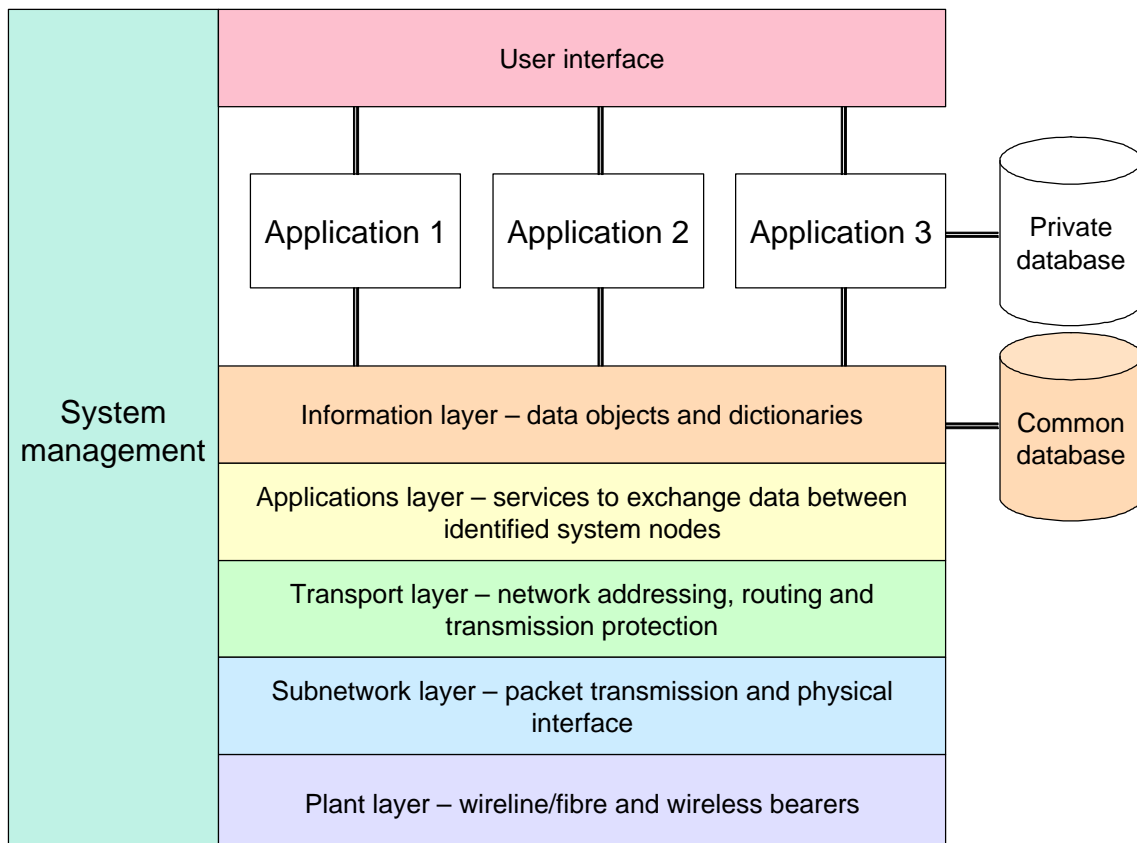 User interface
Application 1
Application 2
Application 3
Private
database
System
management
Information layer – data objects and dictionaries
Common
database
Applications layer – services to exchange data between
identified system nodes
Transport layer – network addressing, routing and
transmission protection
Subnetwork layer – packet transmission and physical
interface
Plant layer – wireline/fibre and wireless bearers